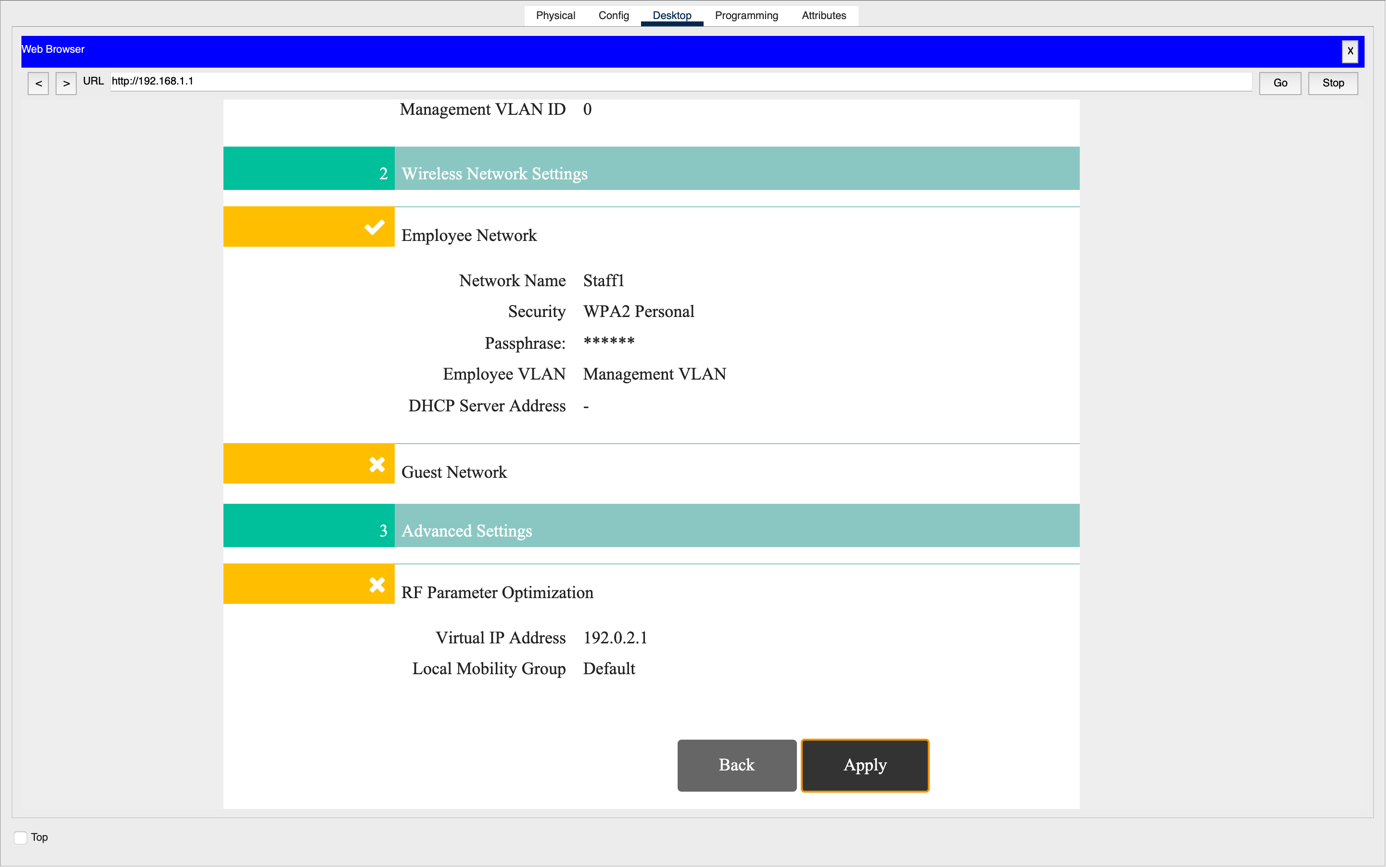 Physical Config Desktop Programming Attributes
Web Browser X
< > URL http://192.168.1.1 Go Stop
Management VLAN ID 0
2 Wireless Network Settings
Employee Network
Network Name Staff1
Security WPA2 Personal
Passphrase: ******
Employee VLAN Management VLAN
DHCP Server Address -
Guest Network
3 Advanced Settings
RF Parameter Optimization
Virtual IP Address 192.0.2.1
Local Mobility Group Default
Back Apply
Top